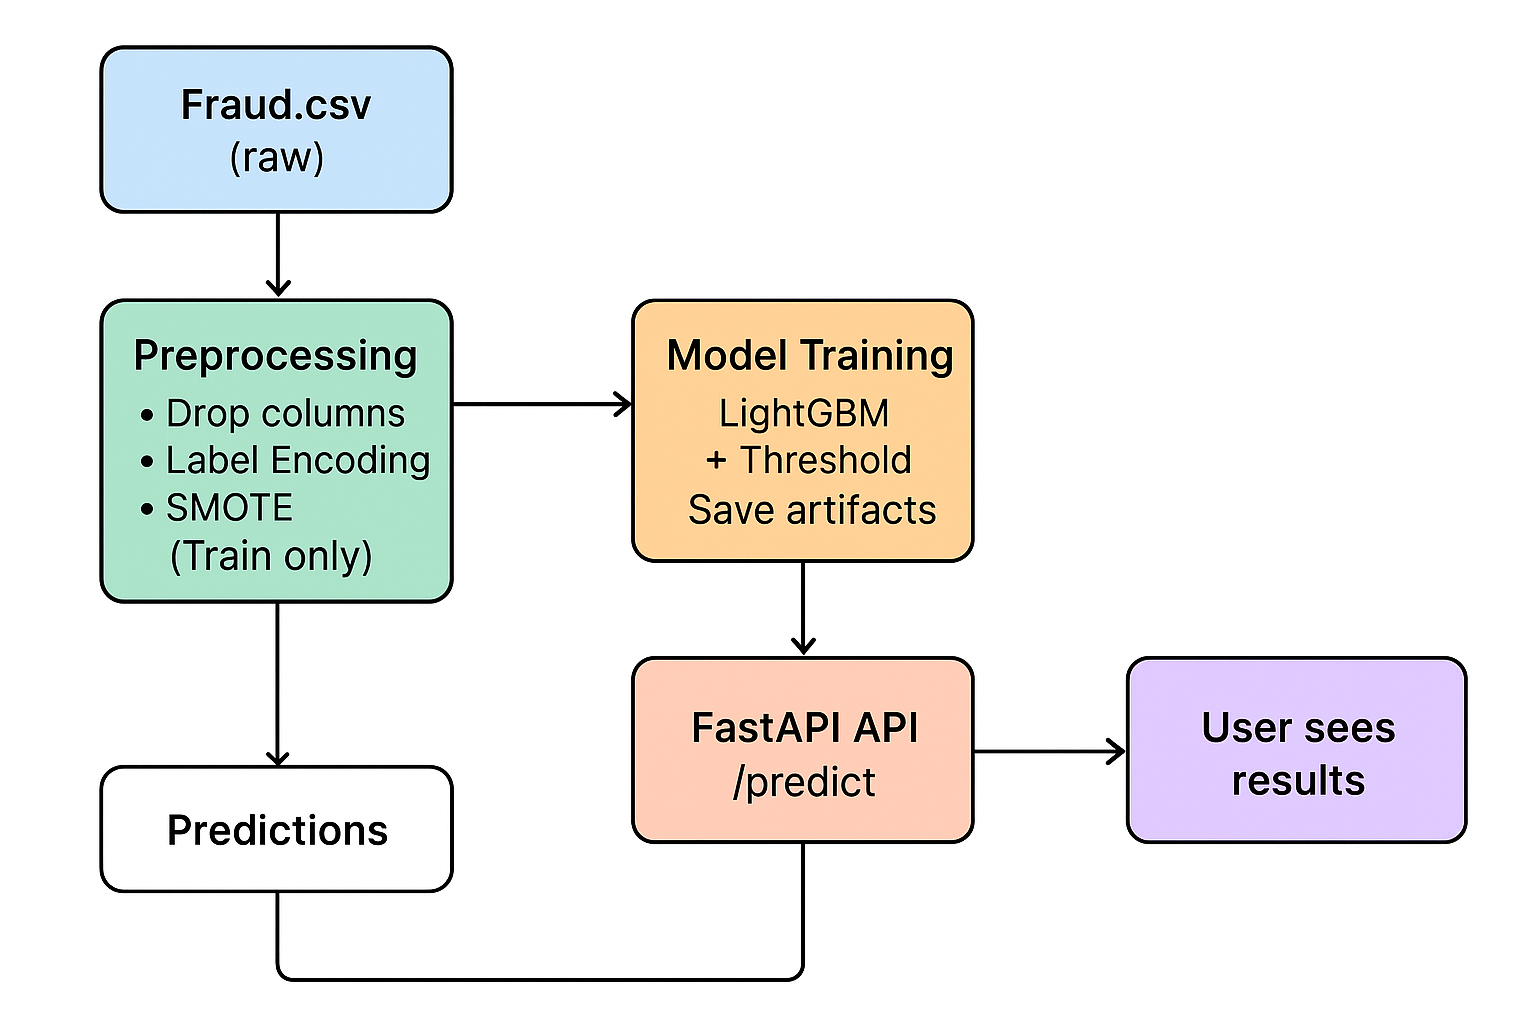 Fraud.csv
(raw)
Preprocessing
• Drop columns
• Label Encoding
• SMOTE
(Train only)
Model Training
LightGBM
+ Threshold
Save artifacts
Predictions
FastAPI API
/predict
User sees
results